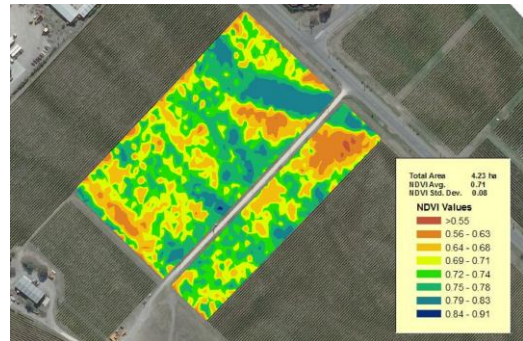 Total Area 4.23 ha
NDVI Avg. 0.71
NDVI Std. Dev. 0.08
NDVI Values
>0.55
0.56 - 0.63
0.64 - 0.68
0.69 - 0.71
0.72 - 0.74
0.75 - 0.78
0.79 - 0.83
0.84 - 0.91